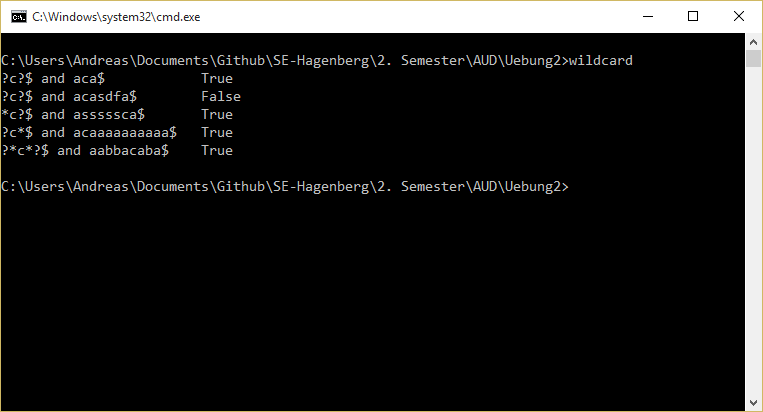 C:\Windows\system32\cmd.exe
C:\Users\Andreas\Documents\Github\SE-Hagenberg\2. Semester\AUD\Uebung2>wildcard
?c?$ and aca$            True
?c?$ and acasdfa$        False
*c?$ and asssssca$       True
?c*$ and acaaaaaaaaaa$   True
?*c*?$ and aabbacaba$    True
C:\Users\Andreas\Documents\Github\SE-Hagenberg\2. Semester\AUD\Uebung2>